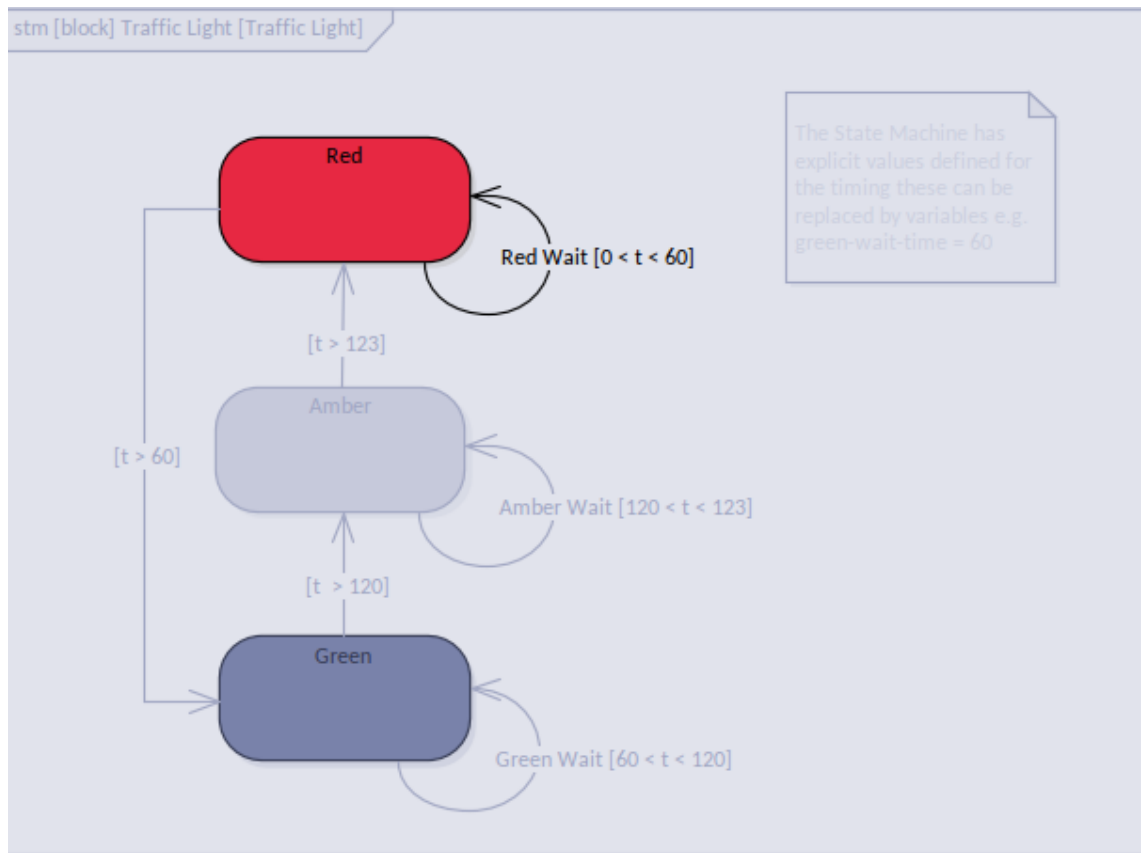 stm [block] Traffic Light [Traffic Light]
The State Machine has
explicit values defined for
the timing these can be
replaced by variables e.g.
green-wait-time = 60
Red
Red Wait [0 < t < 60]
[t > 123]
Amber
[t > 60]
Amber Wait [120 < t < 123]
[t  > 120]
Green
Green Wait [60 < t < 120]